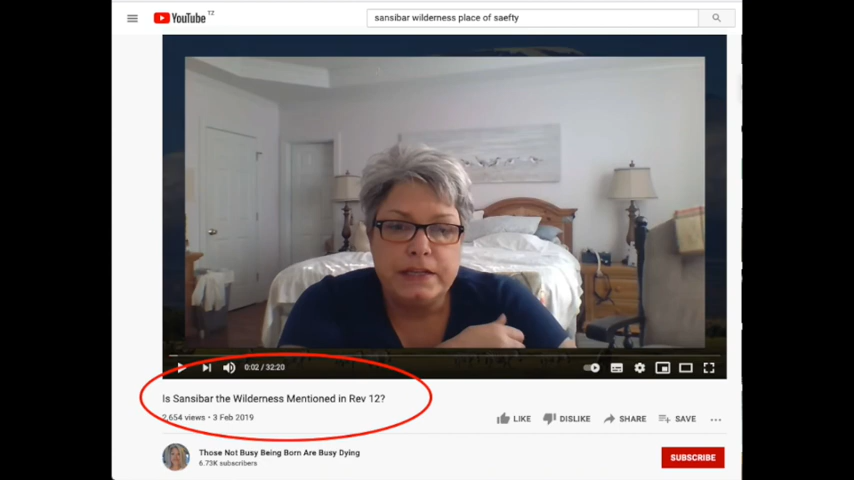 YouTube TZ
sansibar wilderness place of saefty
0:02 / 32:20
Is Sansibar the Wilderness Mentioned in Rev 12?
2,654 views • 3 Feb 2019
LIKE DISLIKE SHARE SAVE ...
Those Not Busy Being Born Are Busy Dying
6.73K subscribers
SUBSCRIBE